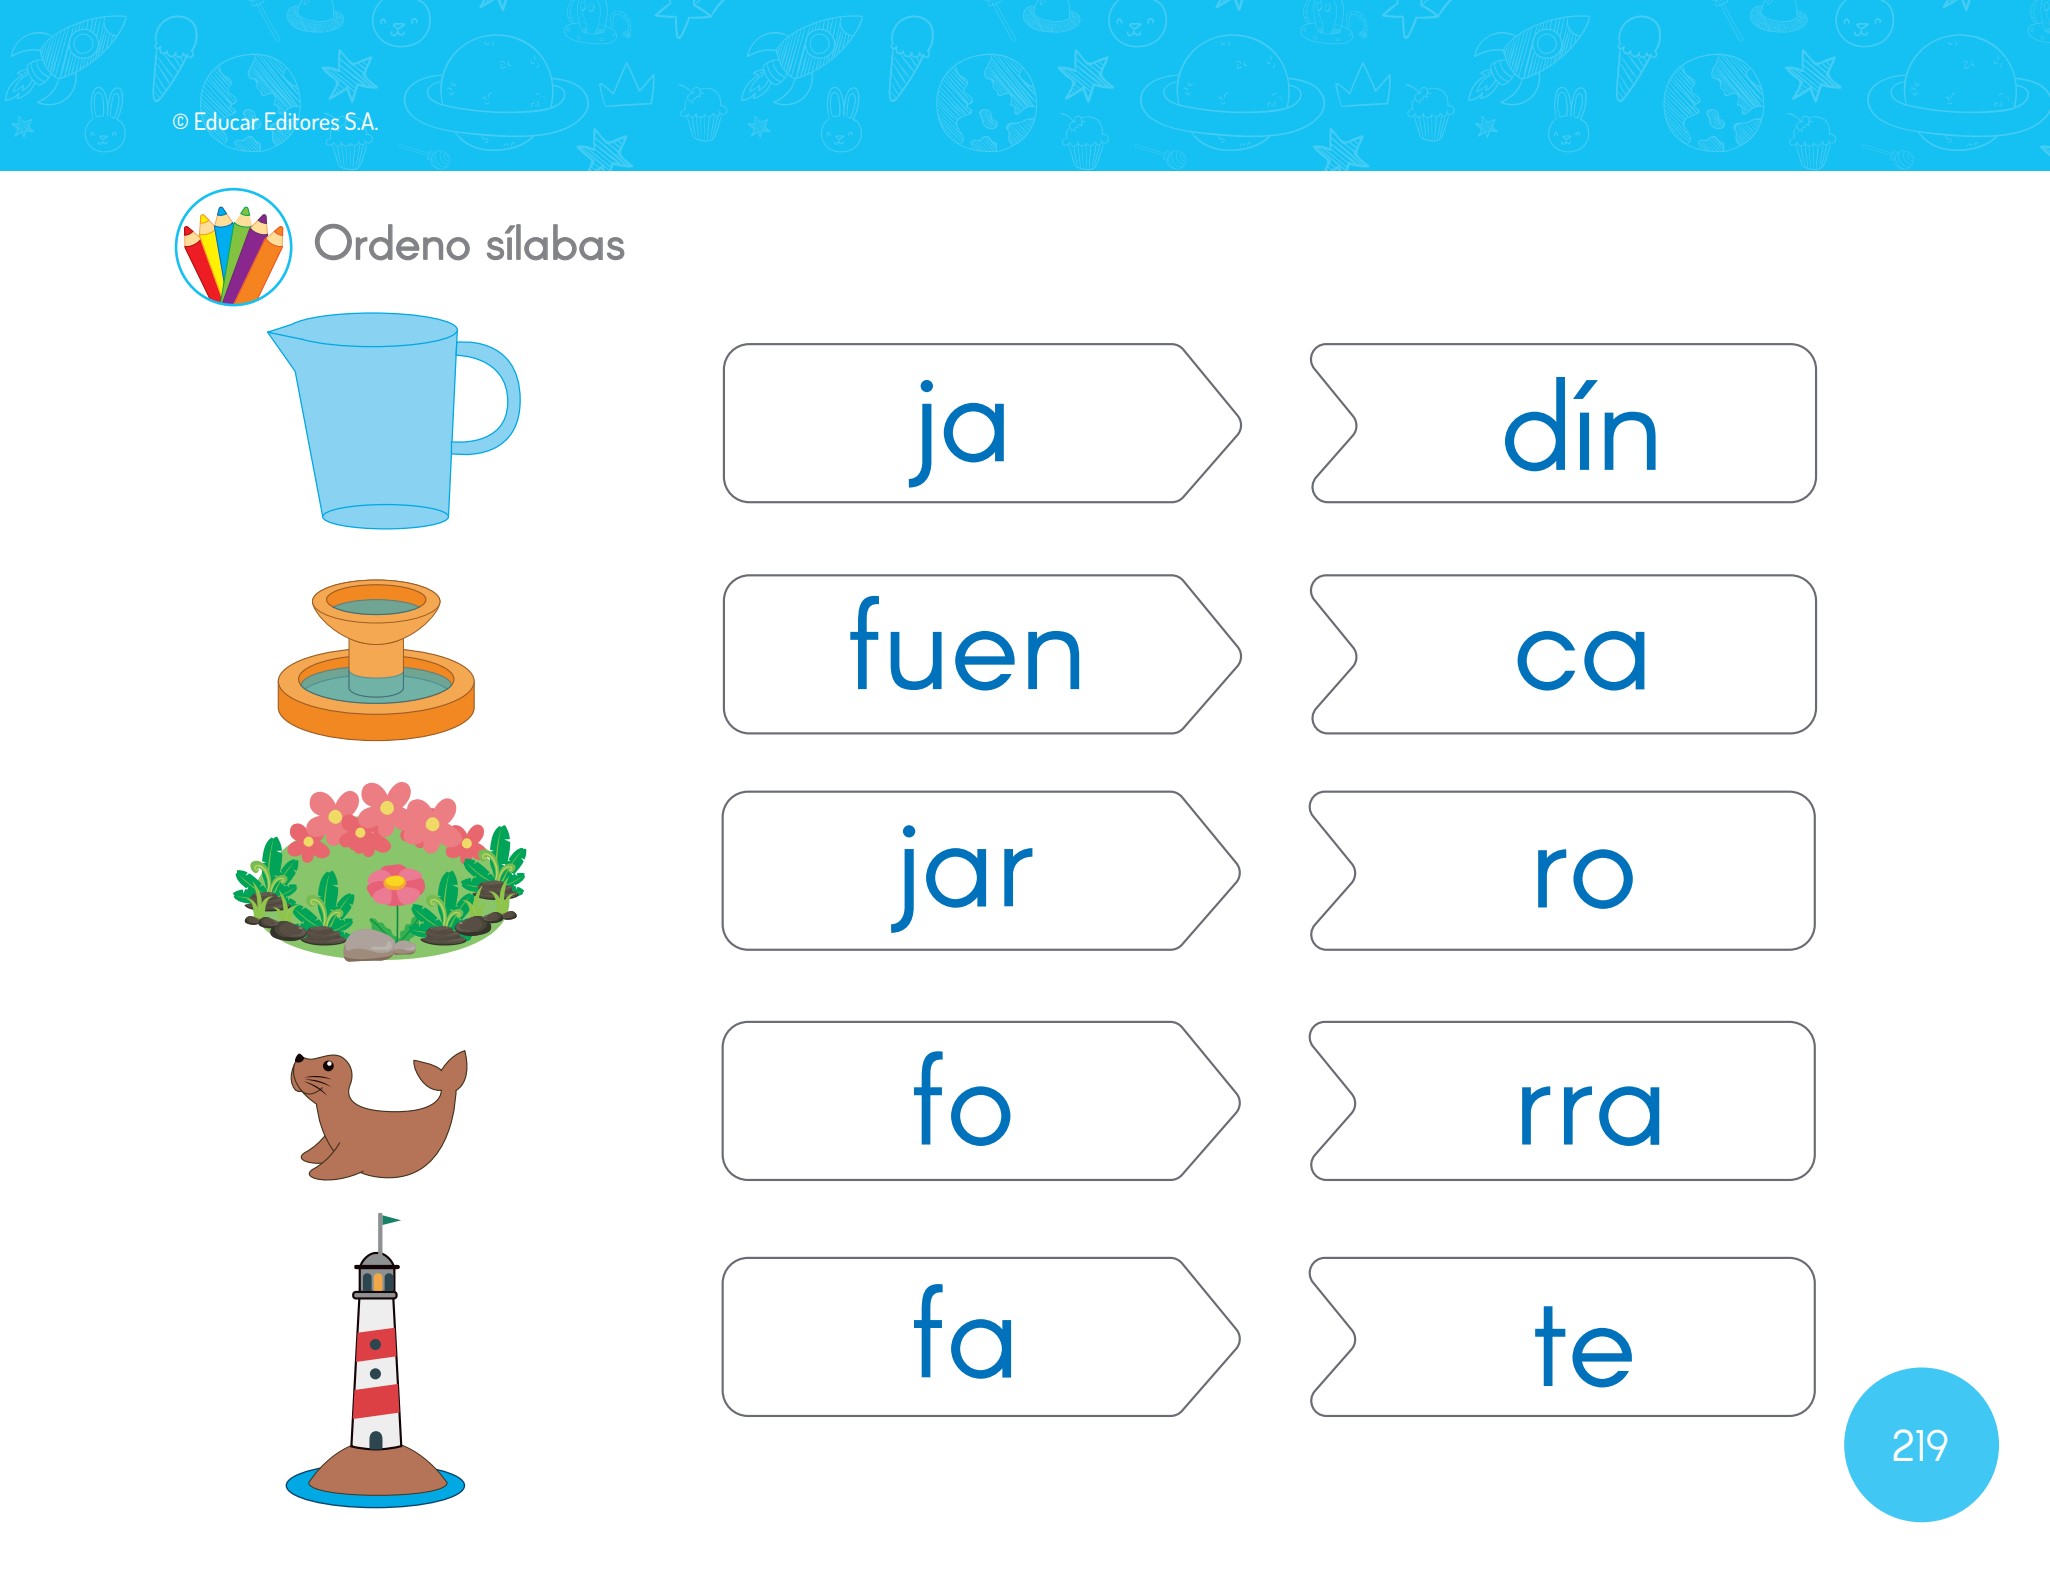 © Educar Editores S.A.
Ordeno sílabas
ja dín
fuen ca
jar ro
fo rra
fa te
219